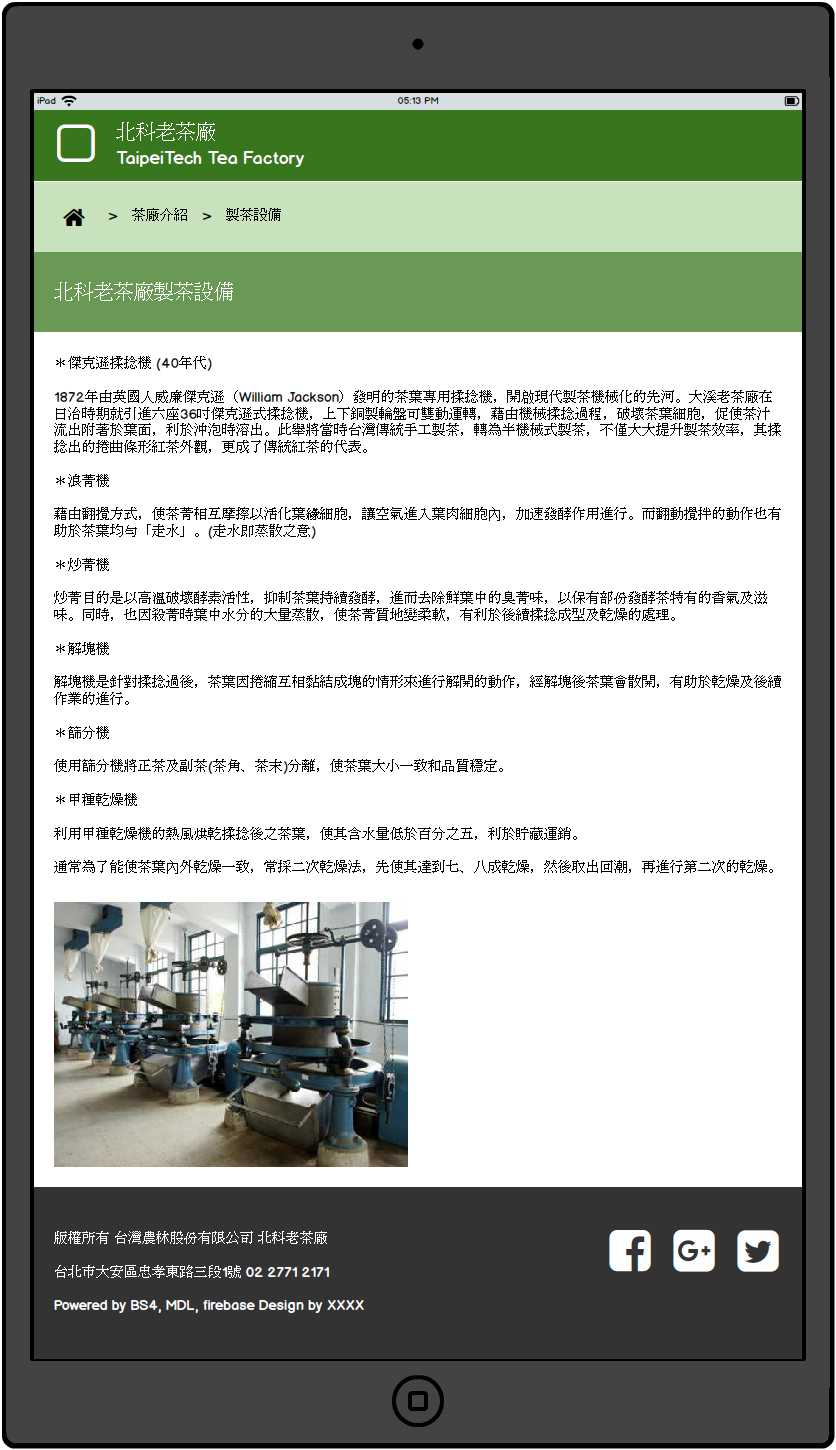 iPad 05:13 PM
北科老茶廠
TaipeiTech Tea Factory
> 茶廠介紹 > 製茶設備
北科老茶廠製茶設備
＊傑克遜揉捻機 (40年代)
1872年由英國人威廉傑克遜（William Jackson）發明的茶葉專用揉捻機，開啟現代製茶機械化的先河。大溪老茶廠在
日治時期就引進六座36吋傑克遜式揉捻機，上下銅製輪盤可雙動運轉，藉由機械揉捻過程，破壞茶葉細胞，促使茶汁
流出附著於葉面，利於沖泡時溶出。此舉將當時台灣傳統手工製茶，轉為半機械式製茶，不僅大大提升製茶效率，其揉
捻出的捲曲條形紅茶外觀，更成了傳統紅茶的代表。
＊浪菁機
藉由翻攪方式，使茶菁相互摩擦以活化葉緣細胞，讓空氣進入葉肉細胞內，加速發酵作用進行。而翻動攪拌的動作也有
助於茶葉均勻「走水」。(走水即蒸散之意)
＊炒菁機
炒菁目的是以高溫破壞酵素活性，抑制茶葉持續發酵，進而去除鮮葉中的臭菁味，以保有部份發酵茶特有的香氣及滋
味。同時，也因殺菁時葉中水分的大量蒸散，使茶菁質地變柔軟，有利於後續揉捻成型及乾燥的處理。
＊解塊機
解塊機是針對揉捻過後，茶葉因捲縮互相黏結成塊的情形來進行解開的動作，經解塊後茶葉會散開，有助於乾燥及後續
作業的進行。
＊篩分機
使用篩分機將正茶及副茶(茶角、茶末)分離，使茶葉大小一致和品質穩定。
＊甲種乾燥機
利用甲種乾燥機的熱風烘乾揉捻後之茶葉，使其含水量低於百分之五，利於貯藏運銷。
通常為了能使茶葉內外乾燥一致，常採二次乾燥法，先使其達到七、八成乾燥，然後取出回潮，再進行第二次的乾燥。
版權所有 台灣農林股份有限公司 北科老茶廠
台北市大安區忠孝東路三段1號 02 2771 2171
Powered by BS4, MDL, firebase Design by XXXX